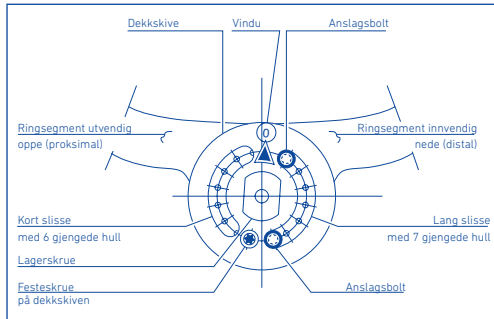 Dekkskive
Vindu
Anslagsbolt
0
Ringsegment utvendig
oppe (proksimal)
Ringsegment innvendig
nede (distal)
Kort slisse
med 6 gjengede hull
Lang slisse
med 7 gjengede hull
Lagerskrue
Festeskrue
på dekkskiven
Anslagsbolt